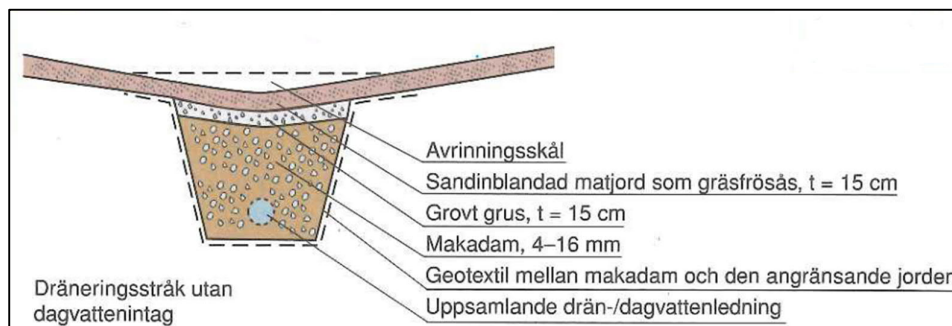 Avrinningsskål
Sandinblandad matjord som gräsfrösås, t = 15 cm
Grovt grus, t = 15 cm
Makadam, 4–16 mm
Geotextil mellan makadam och den angränsande jorden
Uppsamlande drän-/dagvattenledning
Dräneringsstråk utan
dagvattenintag